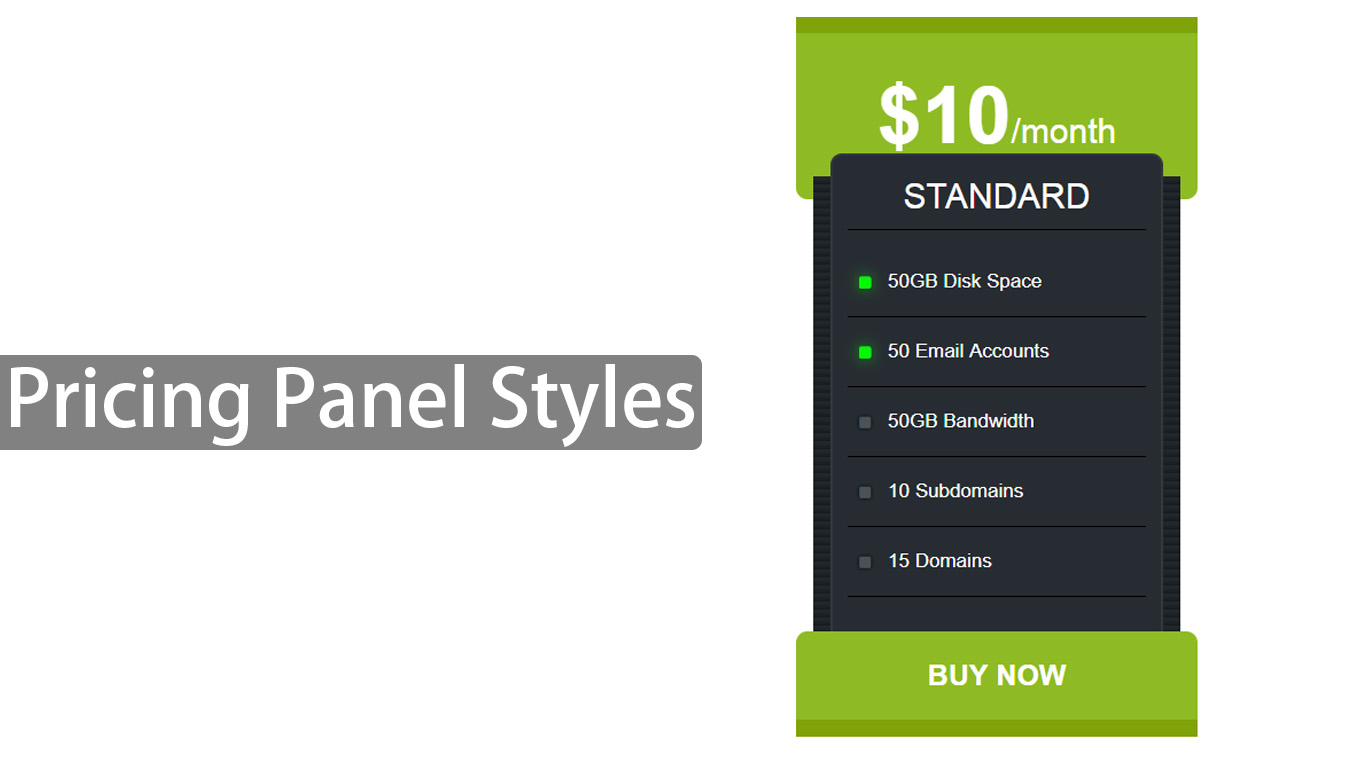 Pricing Panel Styles
$10/month
STANDARD
50GB Disk Space
50 Email Accounts
50GB Bandwidth
10 Subdomains
15 Domains
BUY NOW